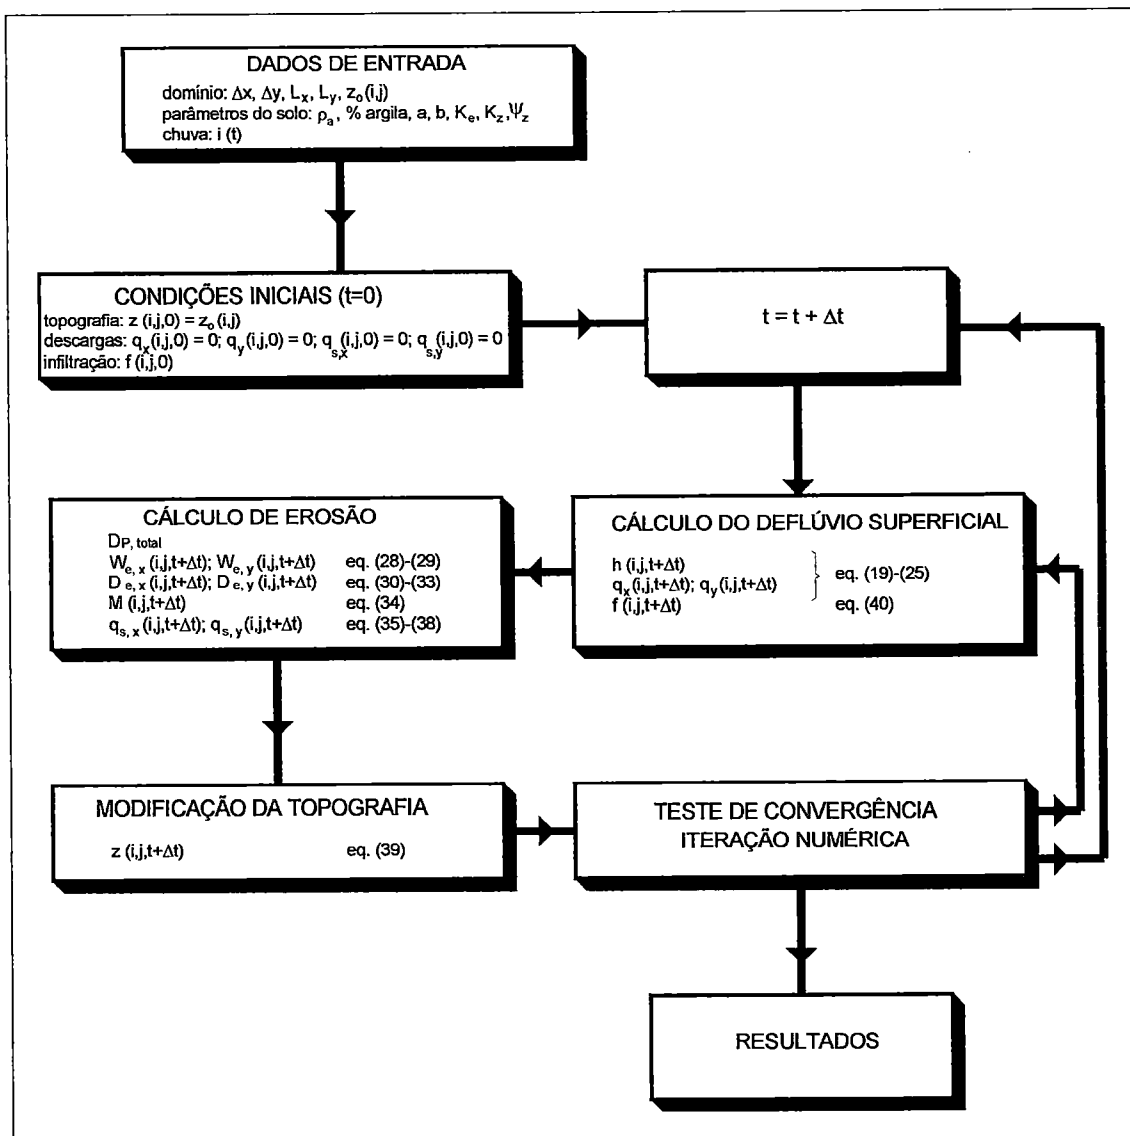 DADOS DE ENTRADA
domínio: Δx, Δy, Lx, Ly, zo(i,j)
parâmetros do solo: ρa, % argila, a, b, Ke, Kz, Ψz
chuva: i (t)
CONDIÇÕES INICIAIS (t=0)
topografia: z (i,j,0) = zo (i,j)
descargas: qx(i,j,0) = 0; qy(i,j,0) = 0; qs,x(i,j,0) = 0; qs,y(i,j,0) = 0
infiltração: f (i,j,0)
t = t + Δt
CÁLCULO DO DEFLÚVIO SUPERFICIAL
h (i,j,t+Δt)
qx(i,j,t+Δt); qy(i,j,t+Δt) } eq. (19)-(25)
f (i,j,t+Δt) eq. (40)
CÁLCULO DE EROSÃO
DP, total
We, x (i,j,t+Δt); We, y (i,j,t+Δt) eq. (28)-(29)
De, x (i,j,t+Δt); De, y (i,j,t+Δt) eq. (30)-(33)
M (i,j,t+Δt) eq. (34)
qs, x (i,j,t+Δt); qs, y (i,j,t+Δt) eq. (35)-(38)
MODIFICAÇÃO DA TOPOGRAFIA
z (i,j,t+Δt) eq. (39)
TESTE DE CONVERGÊNCIA
ITERAÇÃO NUMÉRICA
RESULTADOS